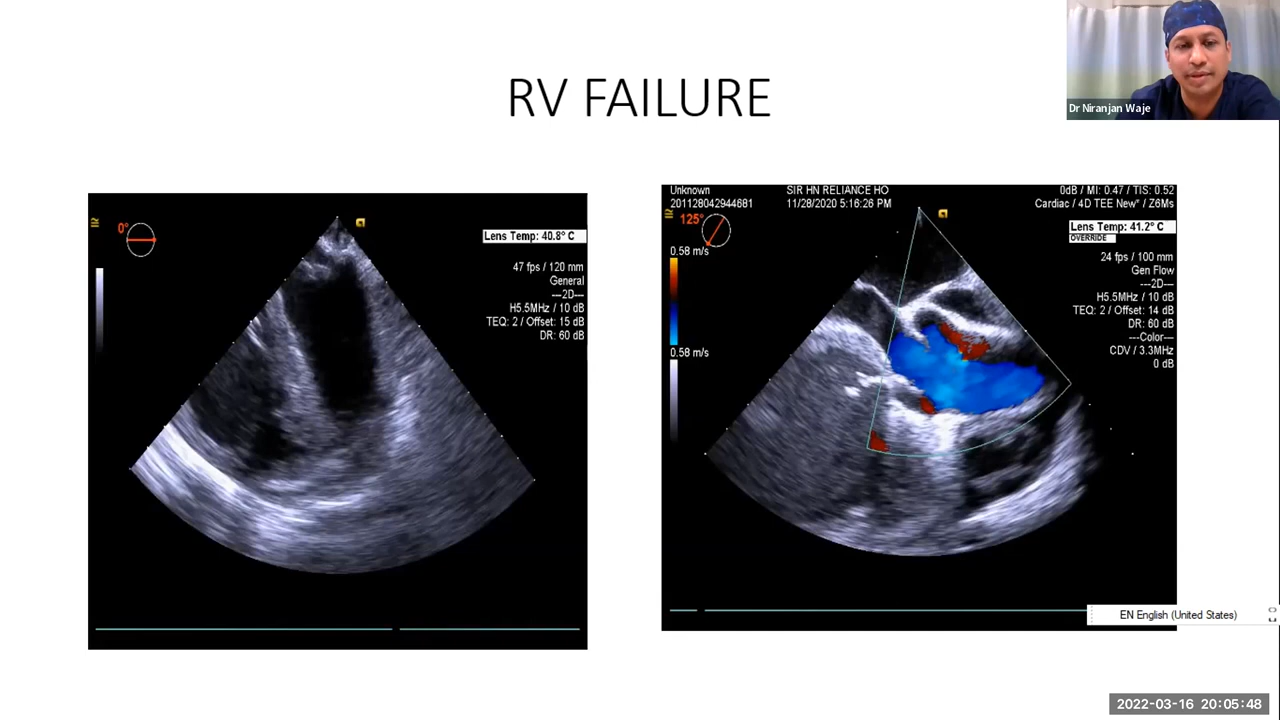 RV FAILURE
Dr Niranjan Waje
0°
Lens Temp: 40.8° C
47 fps / 120 mm
General
---2D---
H5.5MHz / 10 dB
TEQ: 2 / Offset: 15 dB
DR: 60 dB
Unknown
201128042944681
SIR HN RELIANCE HO
11/28/2020 5:16:26 PM
0dB / MI: 0.47 / TIS: 0.52
Cardiac / 4D TEE New* / Z6Ms
125°
Lens Temp: 41.2° C
OVERRIDE
0.58 m/s
0.58 m/s
24 fps / 100 mm
Gen Flow
---2D---
H5.5MHz / 10 dB
TEQ: 2 / Offset: 14 dB
DR: 60 dB
---Color---
CDV / 3.3MHz
0 dB
EN English (United States)
2022-03-16 20:05:48